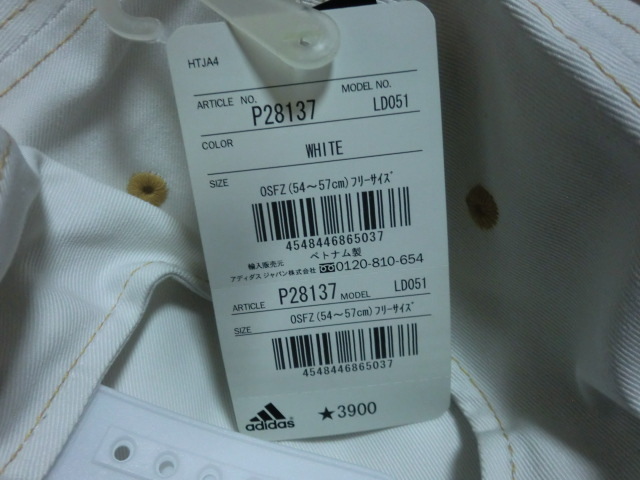 HTJA4
ARTICLE NO. P28137 MODEL NO. LD051
COLOR WHITE
SIZE OSFZ(54～57cm)フリーサイズ
4548446865037
ベトナム製
輸入販売元
アディダス ジャパン株式会社 0120-810-654
ARTICLE P28137 MODEL LD051
SIZE OSFZ(54～57cm)フリーサイズ
4548446865037
adidas ★3900